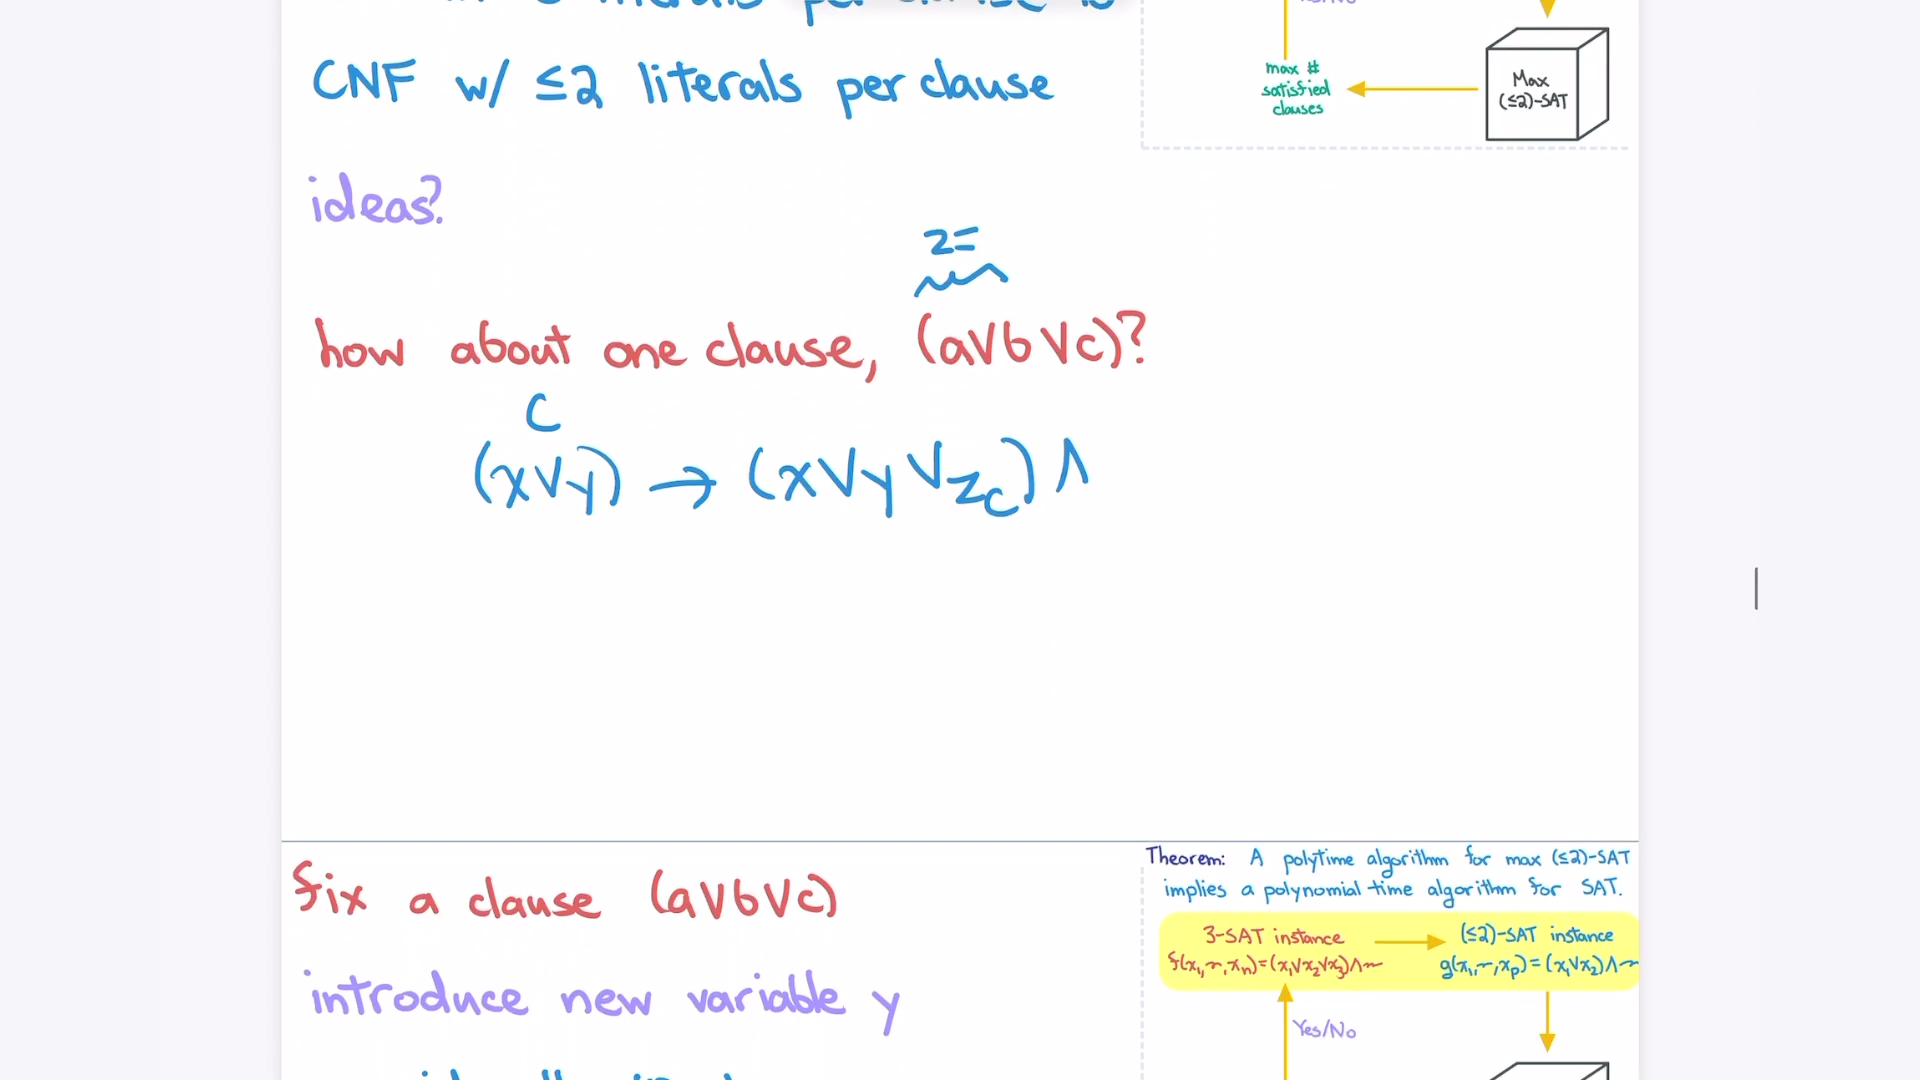 CNF w/ ≤2 literals per clause
max #
satisfied
clauses
Max
(≤2)-SAT
ideas?
z=
how about one clause, (a∨b∨c)?
C
(x∨y) → (x∨y∨z_C) ∧
fix a clause (a∨b∨c)
introduce new variable y
Theorem: A polytime algorithm for max (≤2)-SAT
implies a polynomial time algorithm for SAT.
3-SAT instance
f(x₁,~,xₙ)=(x₁∨x₂∨x₃)∧~
(≤2)-SAT instance
g(x₁,~,xₚ)=(x₁∨x₂)∧~
Yes/No